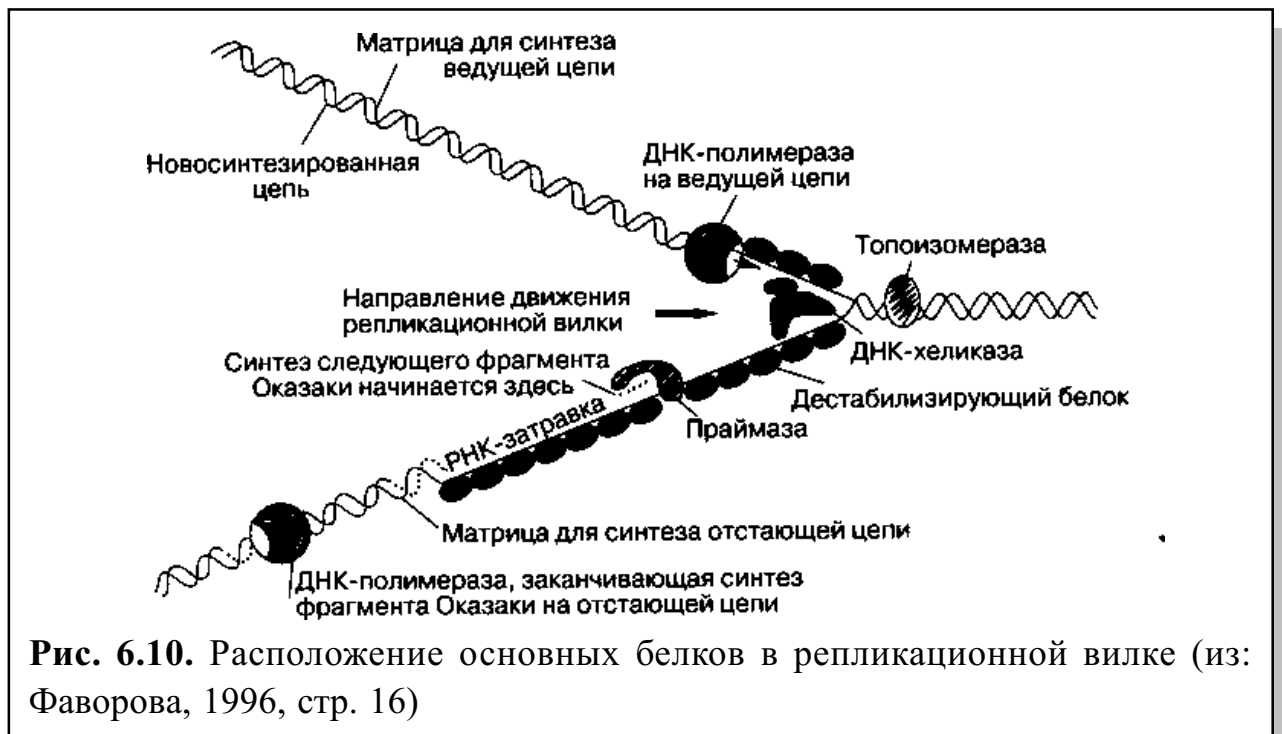 Матрица для синтеза
ведущей цепи
Новосинтезированная
цепь
ДНК-полимераза
на ведущей цепи
Топоизомераза
Направление движения
репликационной вилки
ДНК-хеликаза
Синтез следующего фрагмента
Оказаки начинается здесь
Дестабилизирующий белок
Праймаза
РНК-затравка
Матрица для синтеза отстающей цепи
ДНК-полимераза, заканчивающая синтез
фрагмента Оказаки на отстающей цепи
Рис. 6.10. Расположение основных белков в репликационной вилке (из:
Фаворова, 1996, стр. 16)